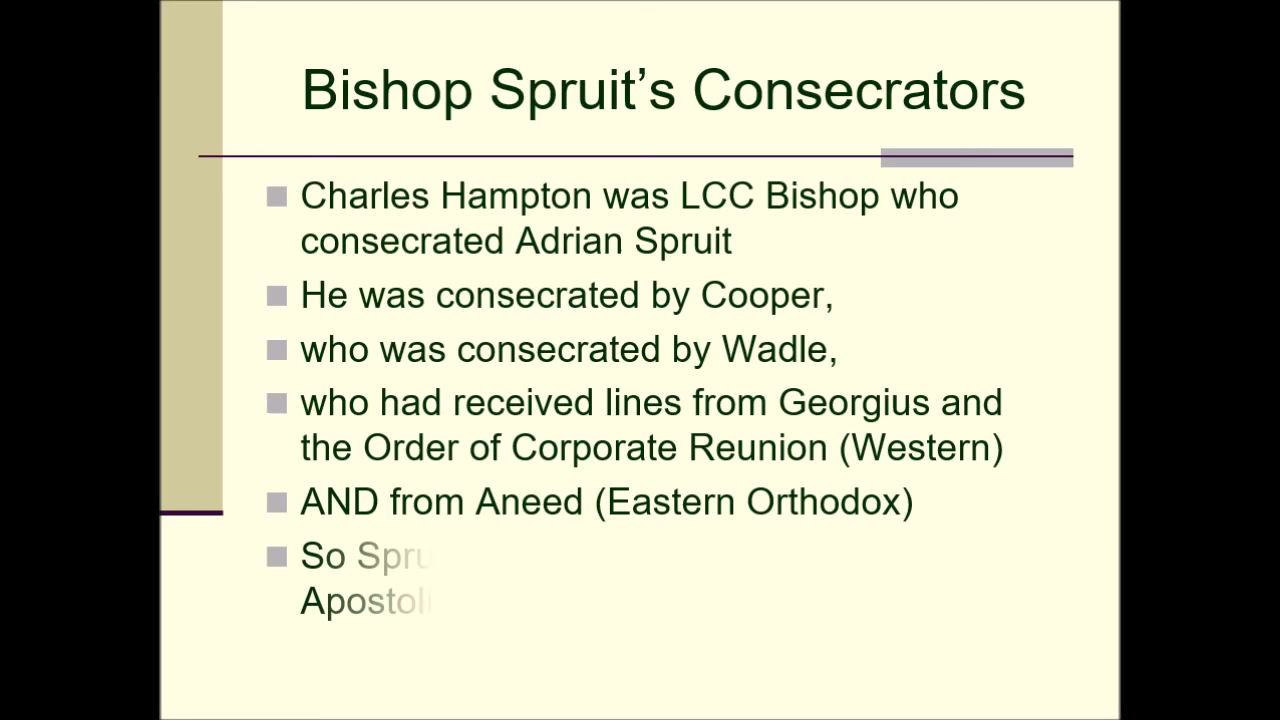 Bishop Spruit’s Consecrators
Charles Hampton was LCC Bishop who
consecrated Adrian Spruit
He was consecrated by Cooper,
who was consecrated by Wadle,
who had received lines from Georgius and
the Order of Corporate Reunion (Western)
AND from Aneed (Eastern Orthodox)
So